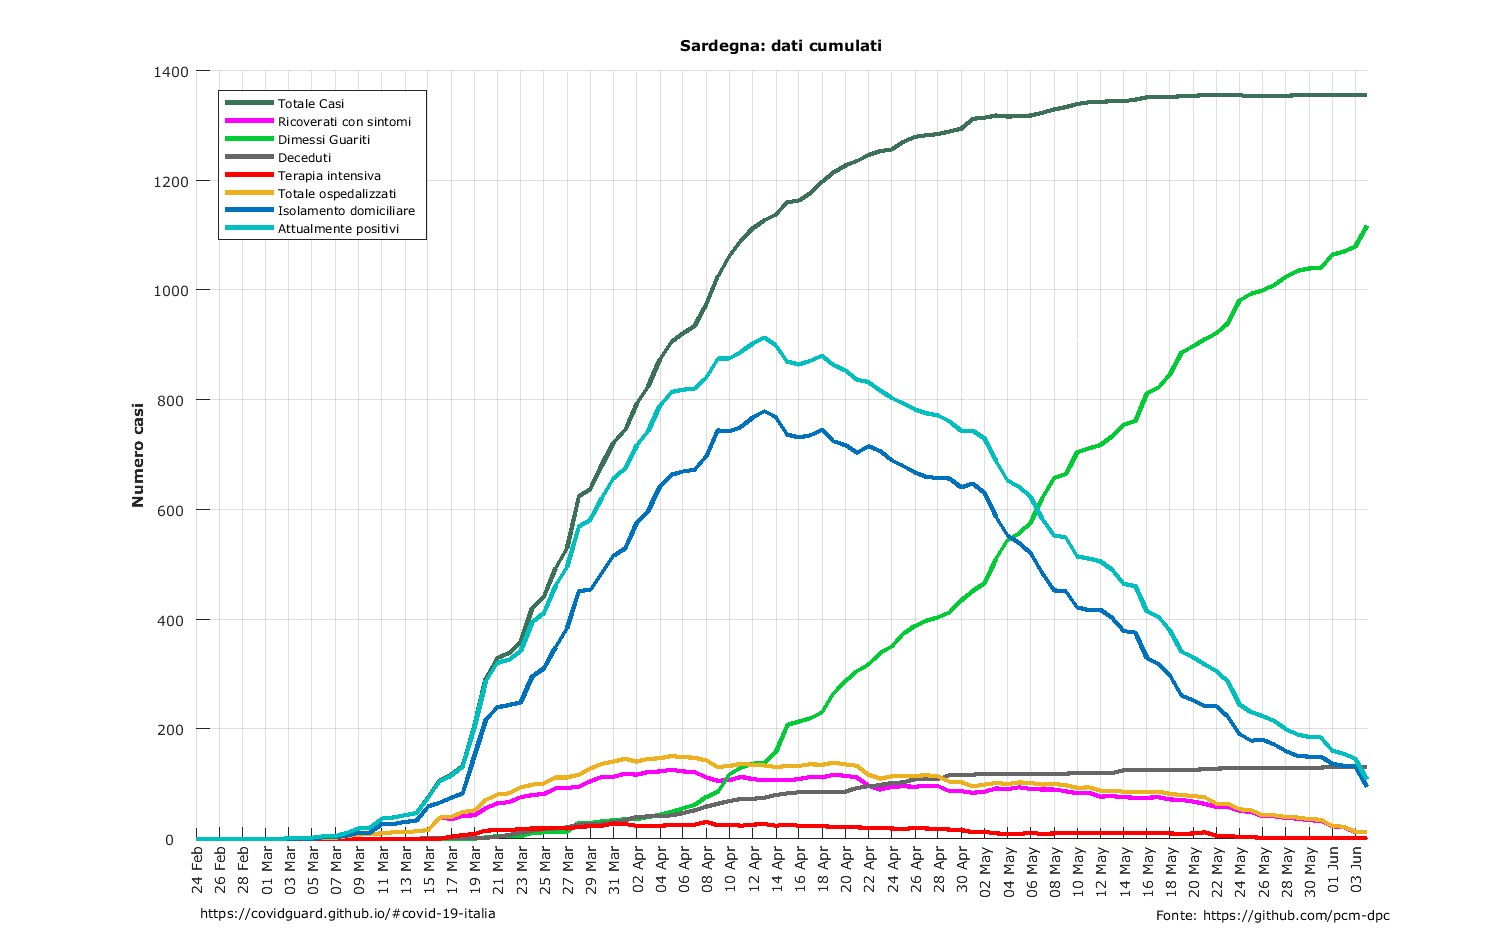 Sardegna: dati cumulati
1400
1200
1000
800
600
400
200
0
Numero casi
Totale Casi
Ricoverati con sintomi
Dimessi Guariti
Deceduti
Terapia intensiva
Totale ospedalizzati
Isolamento domiciliare
Attualmente positivi
24 Feb
26 Feb
28 Feb
01 Mar
03 Mar
05 Mar
07 Mar
09 Mar
11 Mar
13 Mar
15 Mar
17 Mar
19 Mar
21 Mar
23 Mar
25 Mar
27 Mar
29 Mar
31 Mar
02 Apr
04 Apr
06 Apr
08 Apr
10 Apr
12 Apr
14 Apr
16 Apr
18 Apr
20 Apr
22 Apr
24 Apr
26 Apr
28 Apr
30 Apr
02 May
04 May
06 May
08 May
10 May
12 May
14 May
16 May
18 May
20 May
22 May
24 May
26 May
28 May
30 May
01 Jun
03 Jun
https://covidguard.github.io/#covid-19-italia
Fonte: https://github.com/pcm-dpc